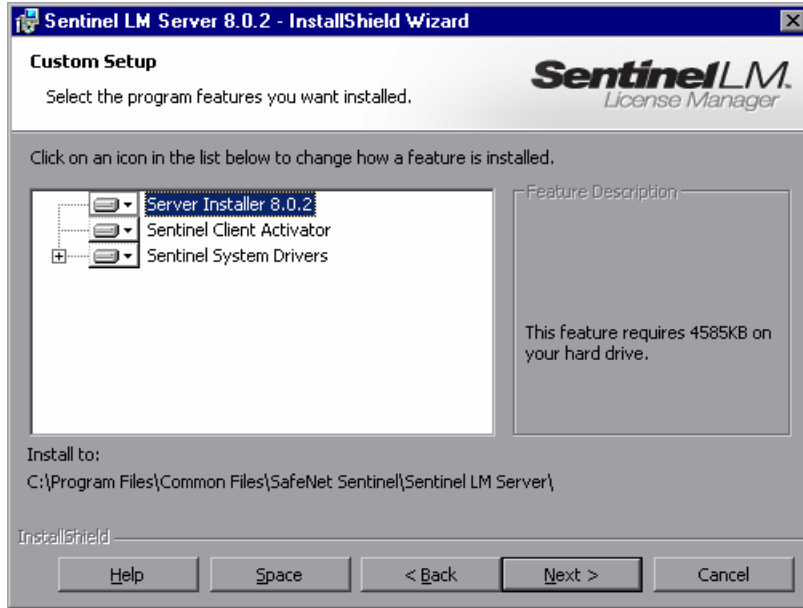 Sentinel LM Server 8.0.2 - InstallShield Wizard
Custom Setup
Select the program features you want installed.
SentinelLM.
License Manager
Click on an icon in the list below to change how a feature is installed.
Server Installer 8.0.2
Sentinel Client Activator
Sentinel System Drivers
Feature Description
This feature requires 4585KB on
your hard drive.
Install to:
C:\Program Files\Common Files\SafeNet Sentinel\Sentinel LM Server\
InstallShield
Help
Space
< Back
Next >
Cancel